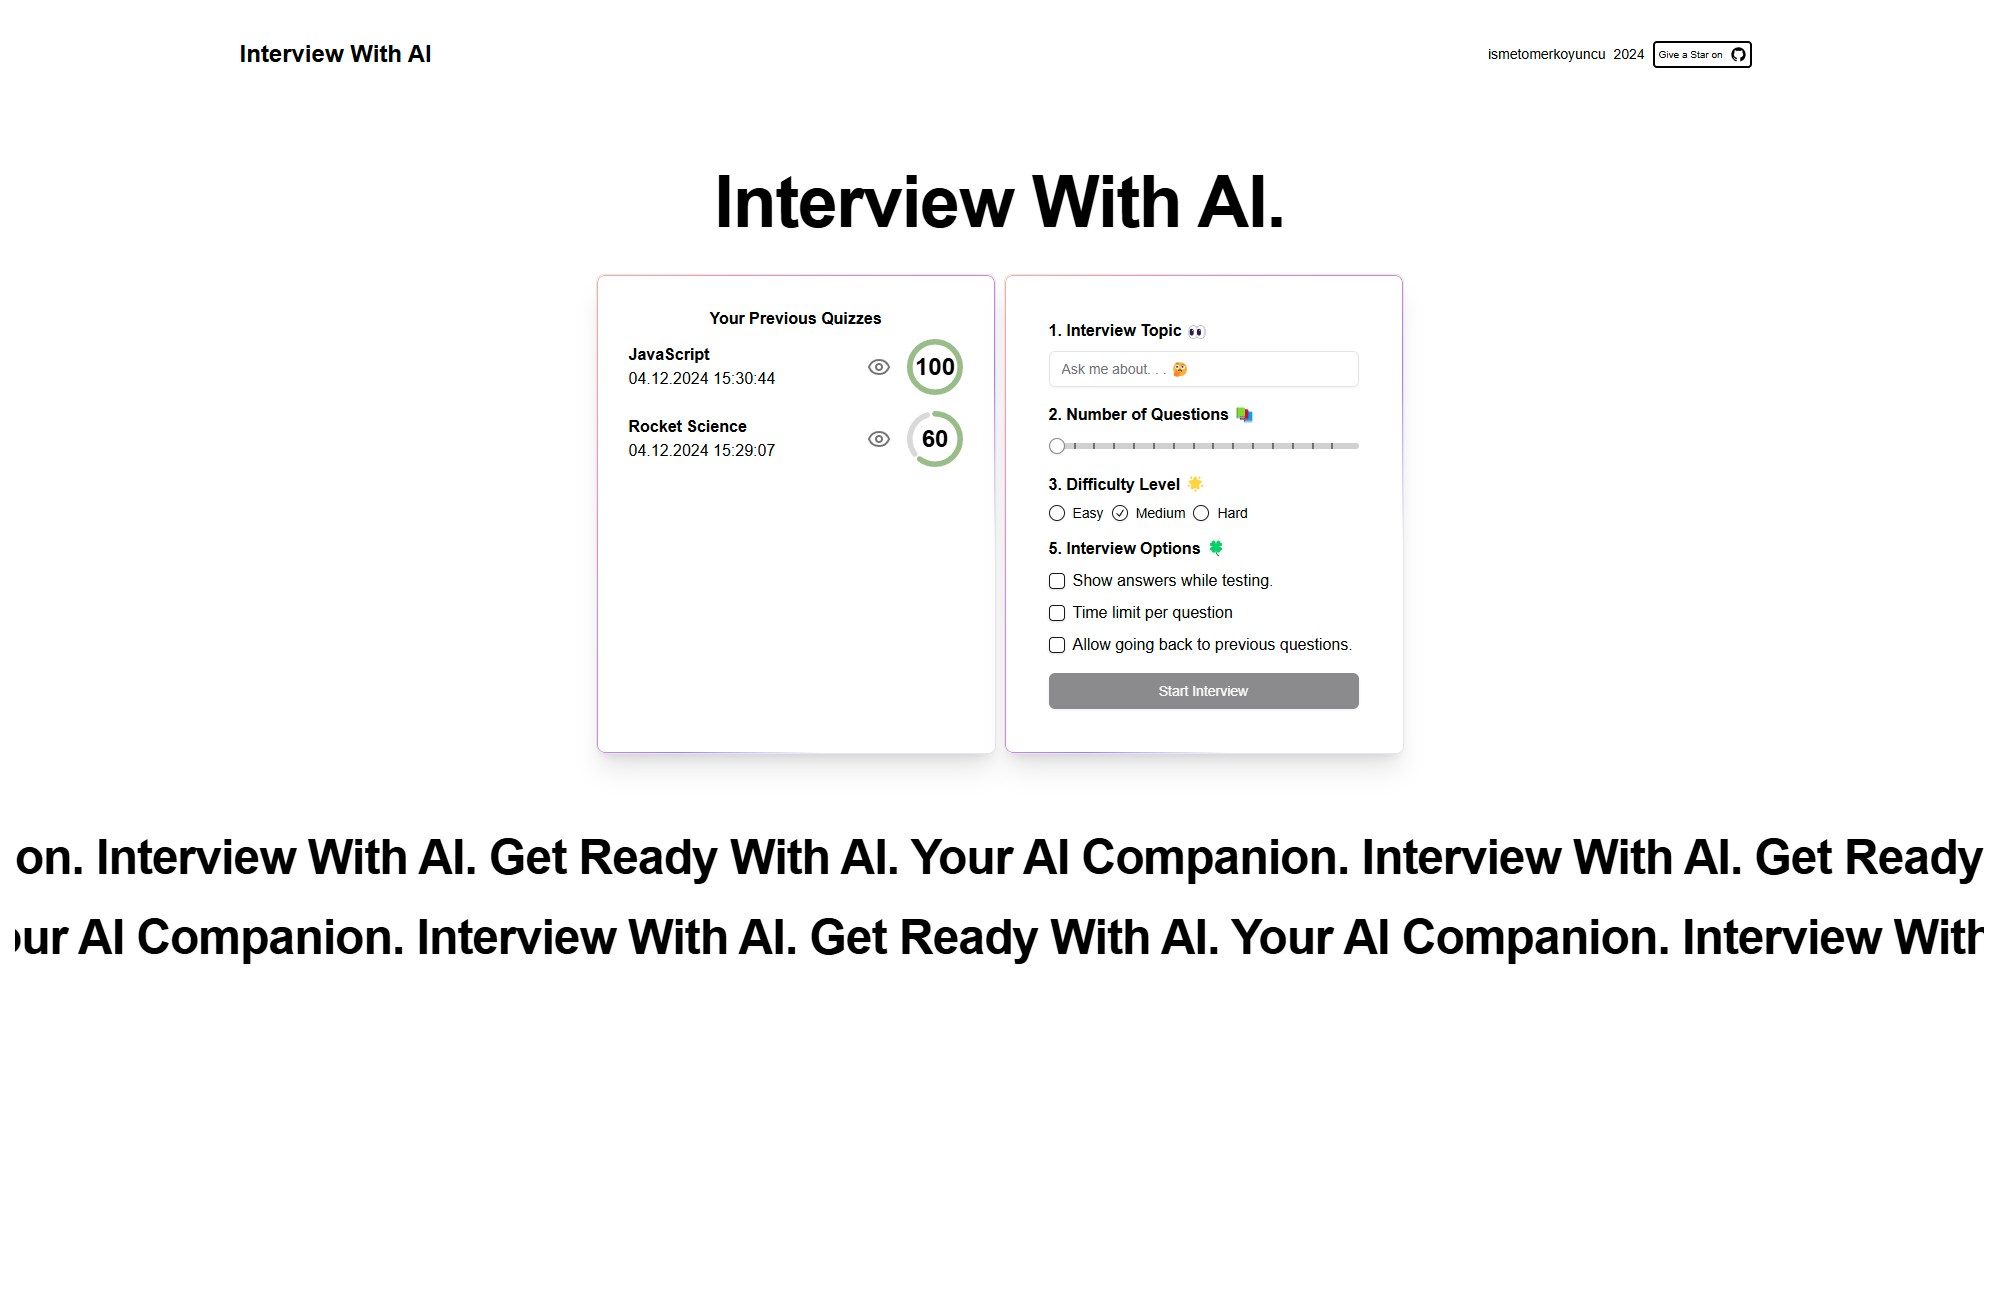 Interview With AI
ismetomerkoyuncu 2024 Give a Star on
Interview With AI.
Your Previous Quizzes
JavaScript
04.12.2024 15:30:44
100
Rocket Science
04.12.2024 15:29:07
60
1. Interview Topic 👀
Ask me about. . . 🤔
2. Number of Questions
3. Difficulty Level 🌟
Easy Medium Hard
5. Interview Options 🍀
Show answers while testing.
Time limit per question
Allow going back to previous questions.
Start Interview
on. Interview With AI. Get Ready With AI. Your AI Companion. Interview With AI. Get Ready
our AI Companion. Interview With AI. Get Ready With AI. Your AI Companion. Interview With